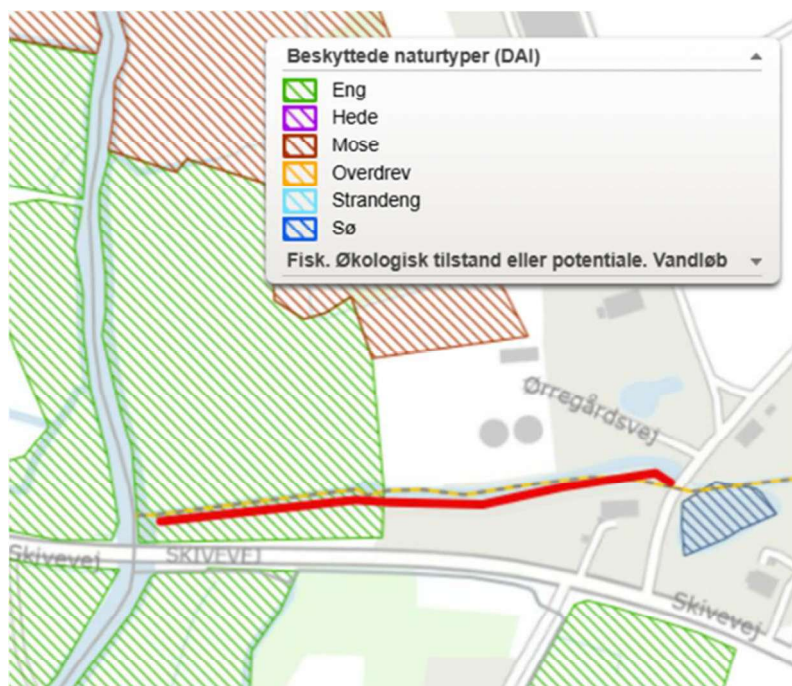 Beskyttede naturtyper (DAI)
Eng
Hede
Mose
Overdrev
Strandeng
Sø
Fisk. Økologisk tilstand eller potentiale. Vandløb
Ørregårdsvej
Skivevej
SKIVEVEJ
Skivevej